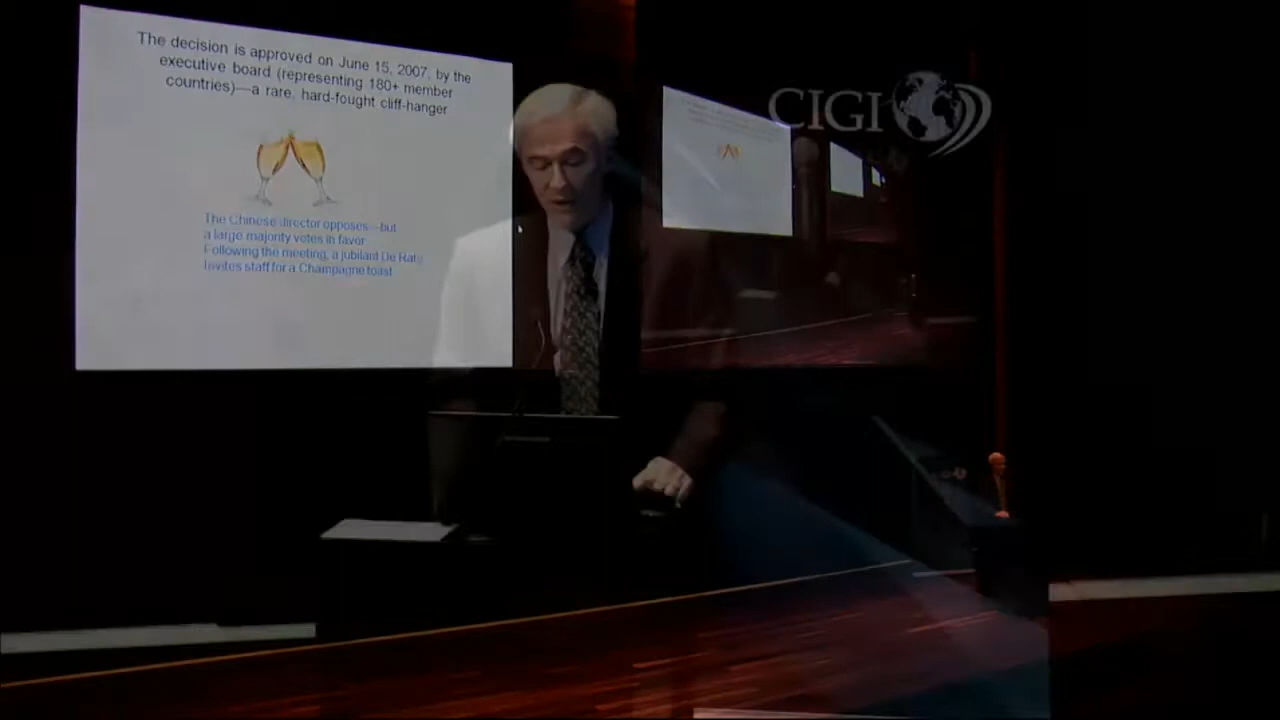 The decision is approved on June 15, 2007, by the
executive board (representing 180+ member
countries)—a rare, hard-fought cliff-hanger
The Chinese director opposes—but
a large majority votes in favor
Following the meeting, a jubilant De Rato
Invites staff for a Champagne toast
CIGI